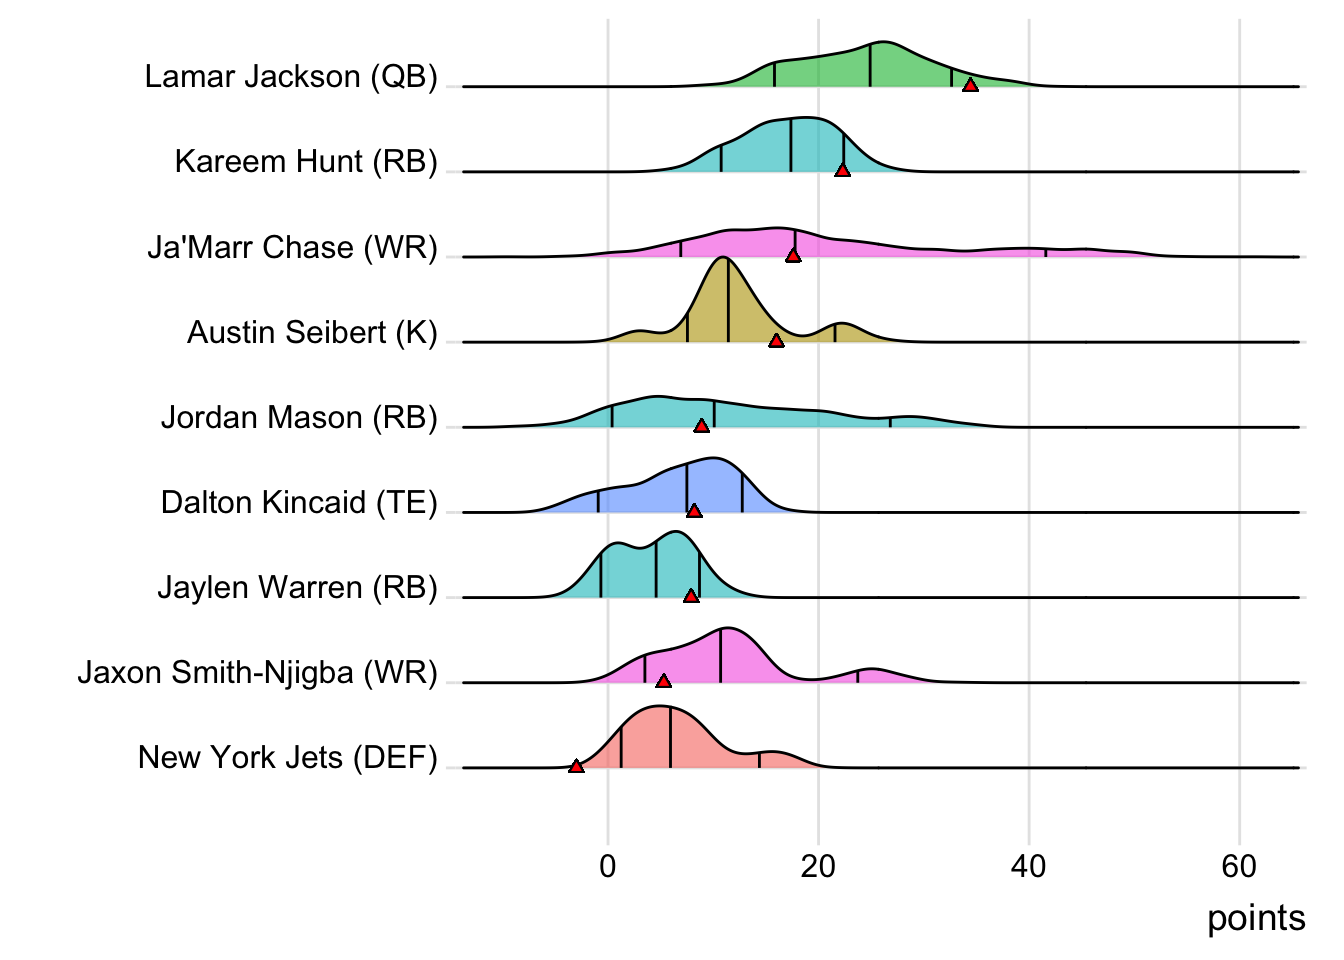 Lamar Jackson (QB)
Kareem Hunt (RB)
Ja'Marr Chase (WR)
Austin Seibert (K)
Jordan Mason (RB)
Dalton Kincaid (TE)
Jaylen Warren (RB)
Jaxon Smith-Njigba (WR)
New York Jets (DEF)
0 20 40 60
points